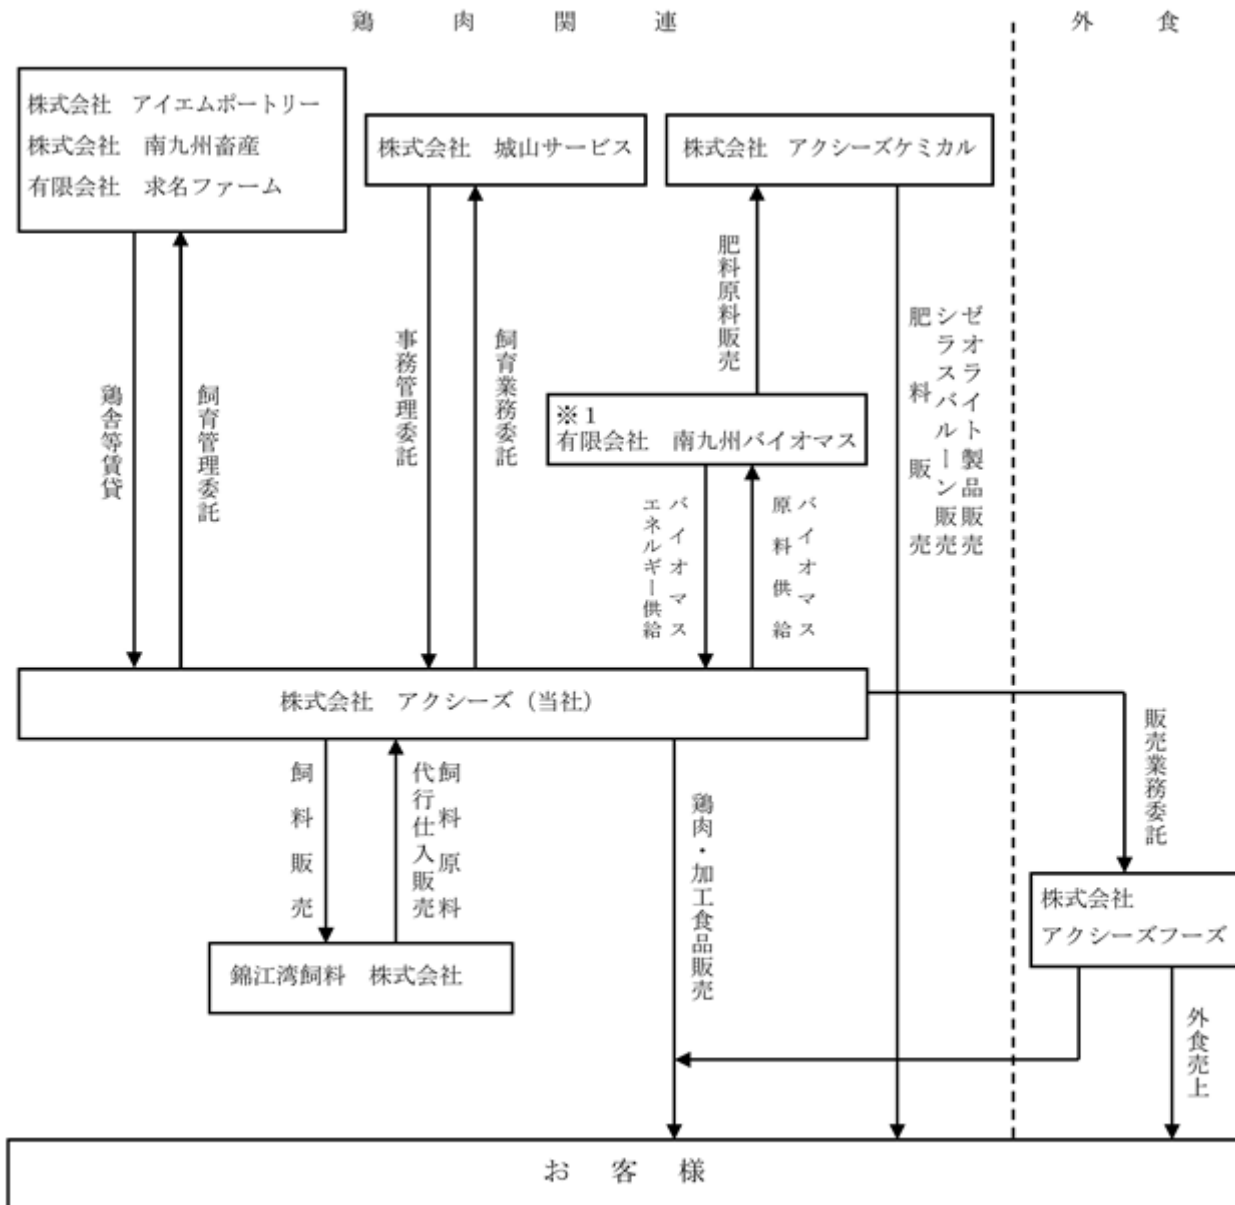 鶏肉関連
外食
株式会社　アイエムポートリー
株式会社　南九州畜産
有限会社　求名ファーム
株式会社　城山サービス
株式会社　アクシーズケミカル
肥料原料販売
ゼオライト製品販売
シラスバルーン販売
肥料販売
事務管理委託
飼育業務委託
鶏舎等賃貸
飼育管理委託
※１
有限会社　南九州バイオマス
バイオマス
エネルギー供給
バイオマス
原料供給
株式会社　アクシーズ（当社）
販売業務委託
飼料販売
飼料原料
代行仕入販売
鶏肉・加工食品販売
株式会社
アクシーズフーズ
錦江湾飼料　株式会社
外食売上
お客様